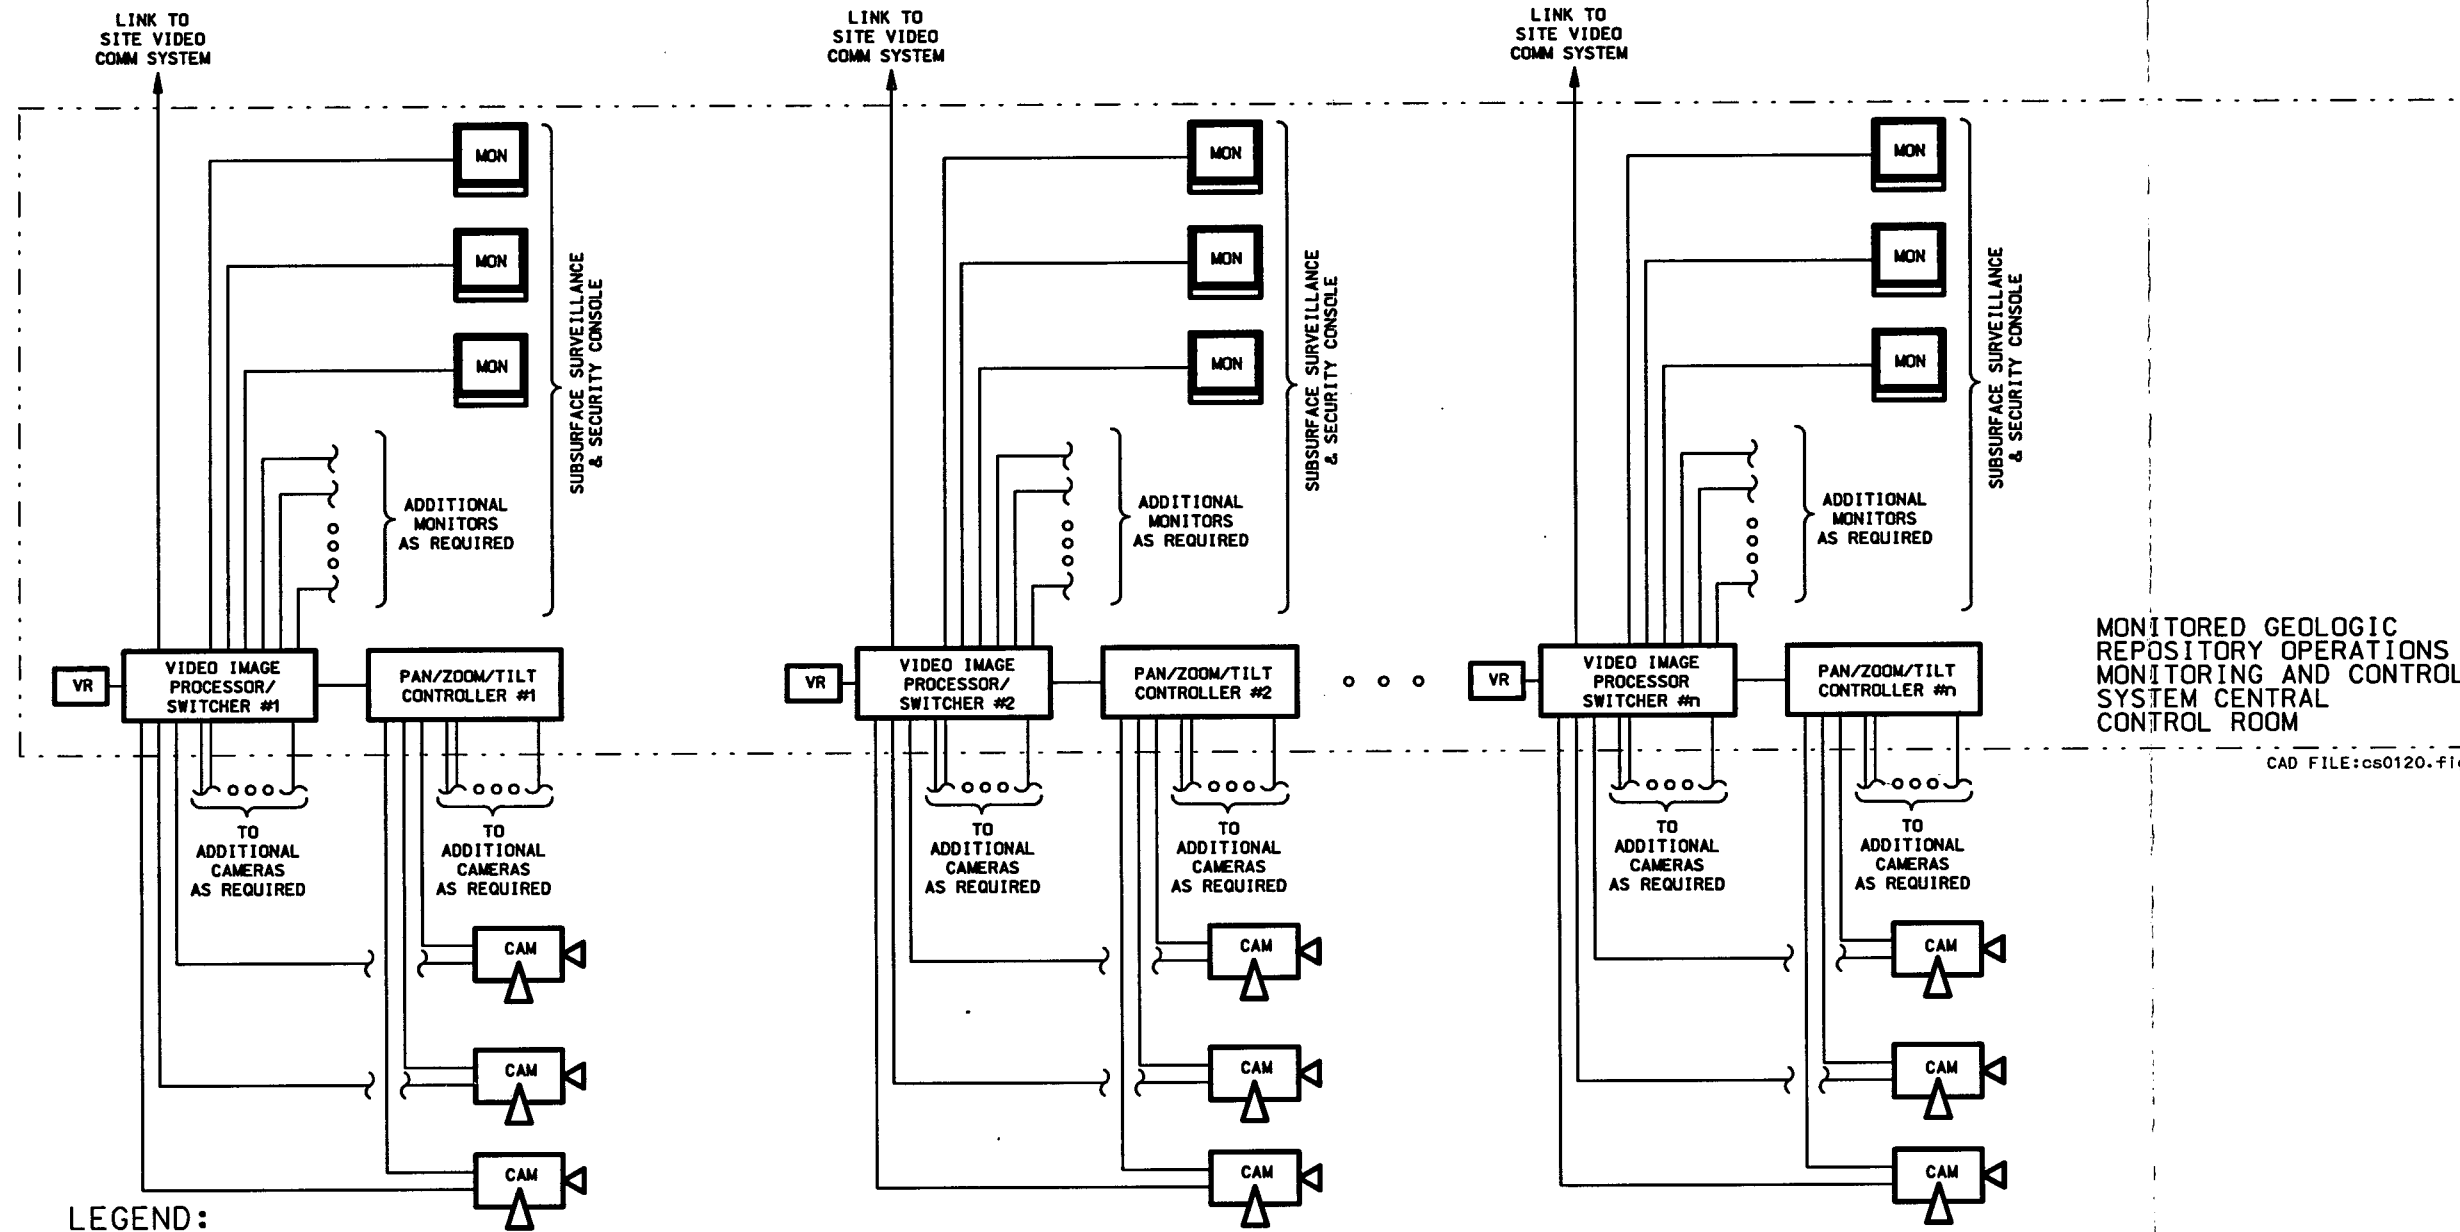 LINK TO
SITE VIDEO
COMM SYSTEM
MON
MON
MON
SUBSURFACE SURVEILLANCE
& SECURITY CONSOLE
ADDITIONAL
MONITORS
AS REQUIRED
VR
VIDEO IMAGE
PROCESSOR/
SWITCHER #1
PAN/ZOOM/TILT
CONTROLLER #1
TO
ADDITIONAL
CAMERAS
AS REQUIRED
TO
ADDITIONAL
CAMERAS
AS REQUIRED
CAM
CAM
CAM
LINK TO
SITE VIDEO
COMM SYSTEM
MON
MON
MON
SUBSURFACE SURVEILLANCE
& SECURITY CONSOLE
ADDITIONAL
MONITORS
AS REQUIRED
VR
VIDEO IMAGE
PROCESSOR/
SWITCHER #2
PAN/ZOOM/TILT
CONTROLLER #2
TO
ADDITIONAL
CAMERAS
AS REQUIRED
TO
ADDITIONAL
CAMERAS
AS REQUIRED
CAM
CAM
CAM
LINK TO
SITE VIDEO
COMM SYSTEM
MON
MON
MON
SUBSURFACE SURVEILLANCE
& SECURITY CONSOLE
ADDITIONAL
MONITORS
AS REQUIRED
VR
VIDEO IMAGE
PROCESSOR
SWITCHER #n
PAN/ZOOM/TILT
CONTROLLER #n
TO
ADDITIONAL
CAMERAS
AS REQUIRED
TO
ADDITIONAL
CAMERAS
AS REQUIRED
CAM
CAM
CAM
MONITORED GEOLOGIC
REPOSITORY OPERATIONS
MONITORING AND CONTROL
SYSTEM CENTRAL
CONTROL ROOM
CAD FILE:cs0120.fi
LEGEND: